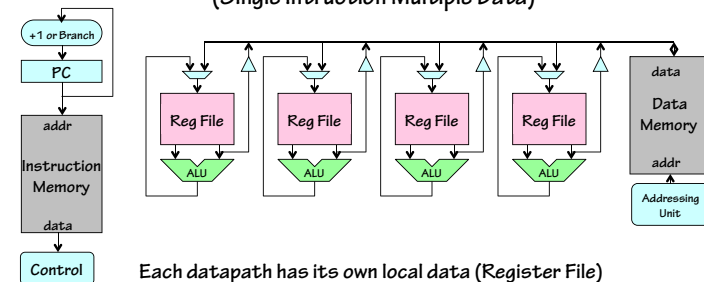 (Single Intruction Multiple Data)
+1 or Branch
PC
addr
Instruction
Memory
data
Control
Reg File
ALU
Reg File
ALU
Reg File
ALU
Reg File
ALU
data
Data
Memory
addr
Addressing
Unit
Each datapath has its own local data (Register File)